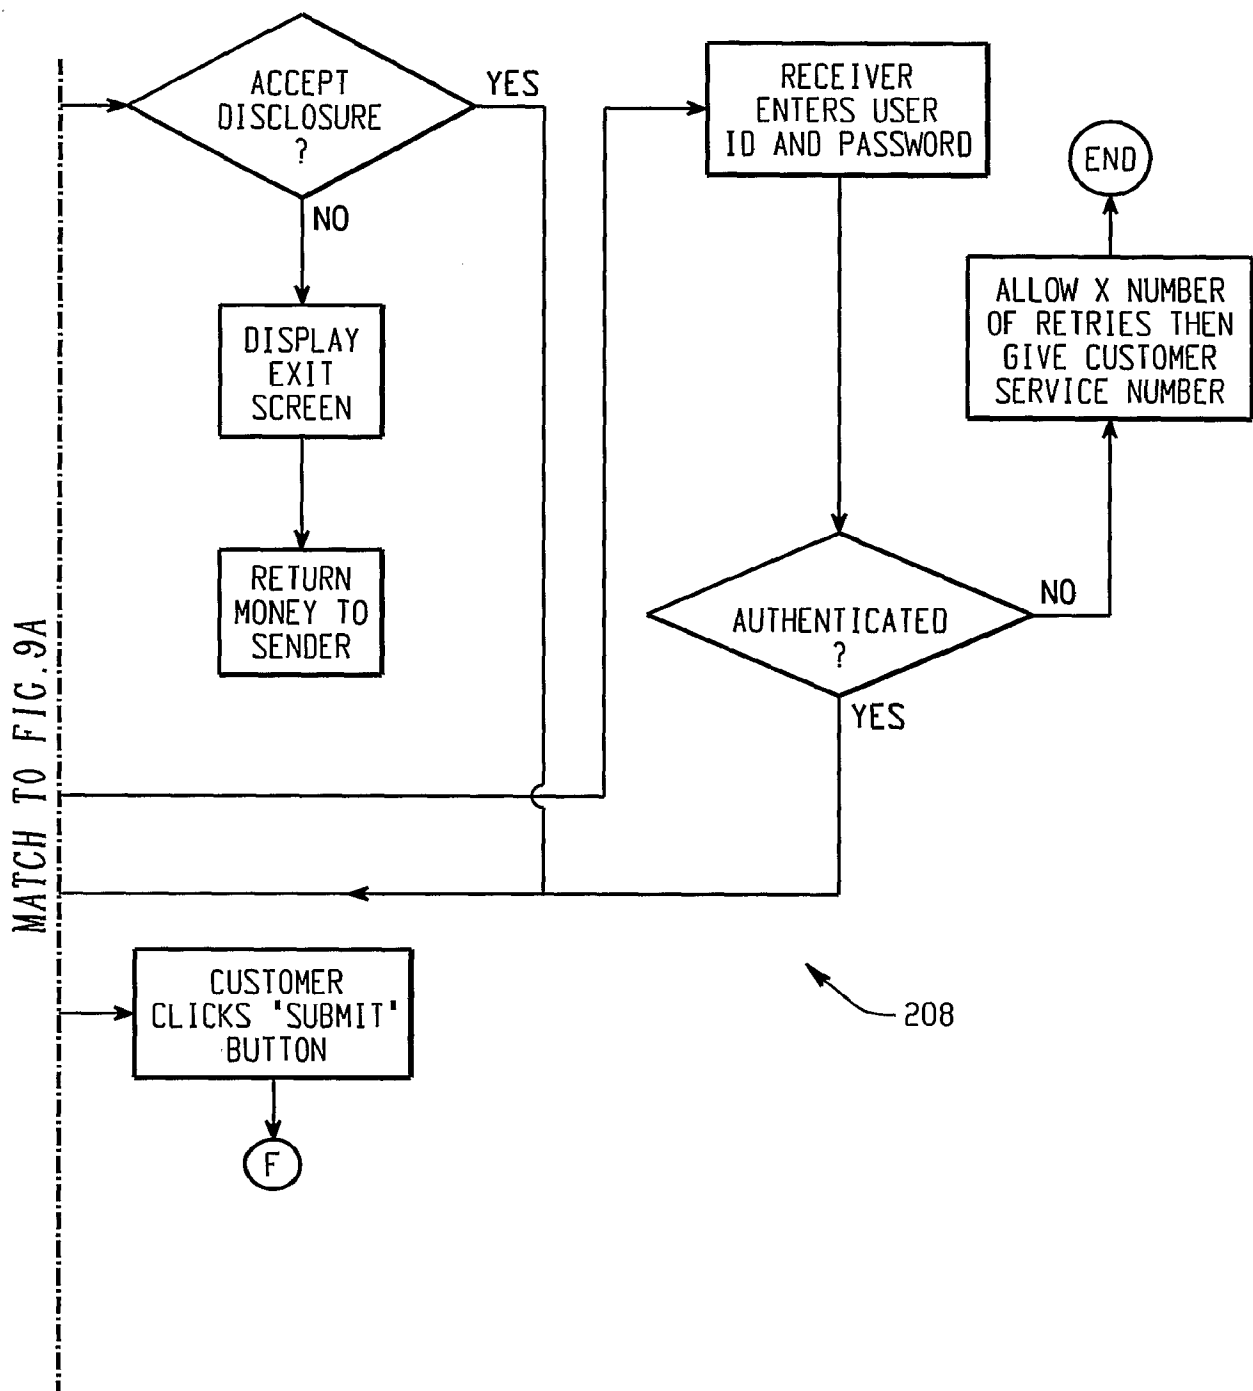 ACCEPT
DISCLOSURE
?
YES
NO
DISPLAY
EXIT
SCREEN
RETURN
MONEY TO
SENDER
RECEIVER
ENTERS USER
ID AND PASSWORD
END
ALLOW X NUMBER
OF RETRIES THEN
GIVE CUSTOMER
SERVICE NUMBER
AUTHENTICATED
?
NO
YES
MATCH TO FIG.9A
CUSTOMER
CLICKS "SUBMIT"
BUTTON
F
208